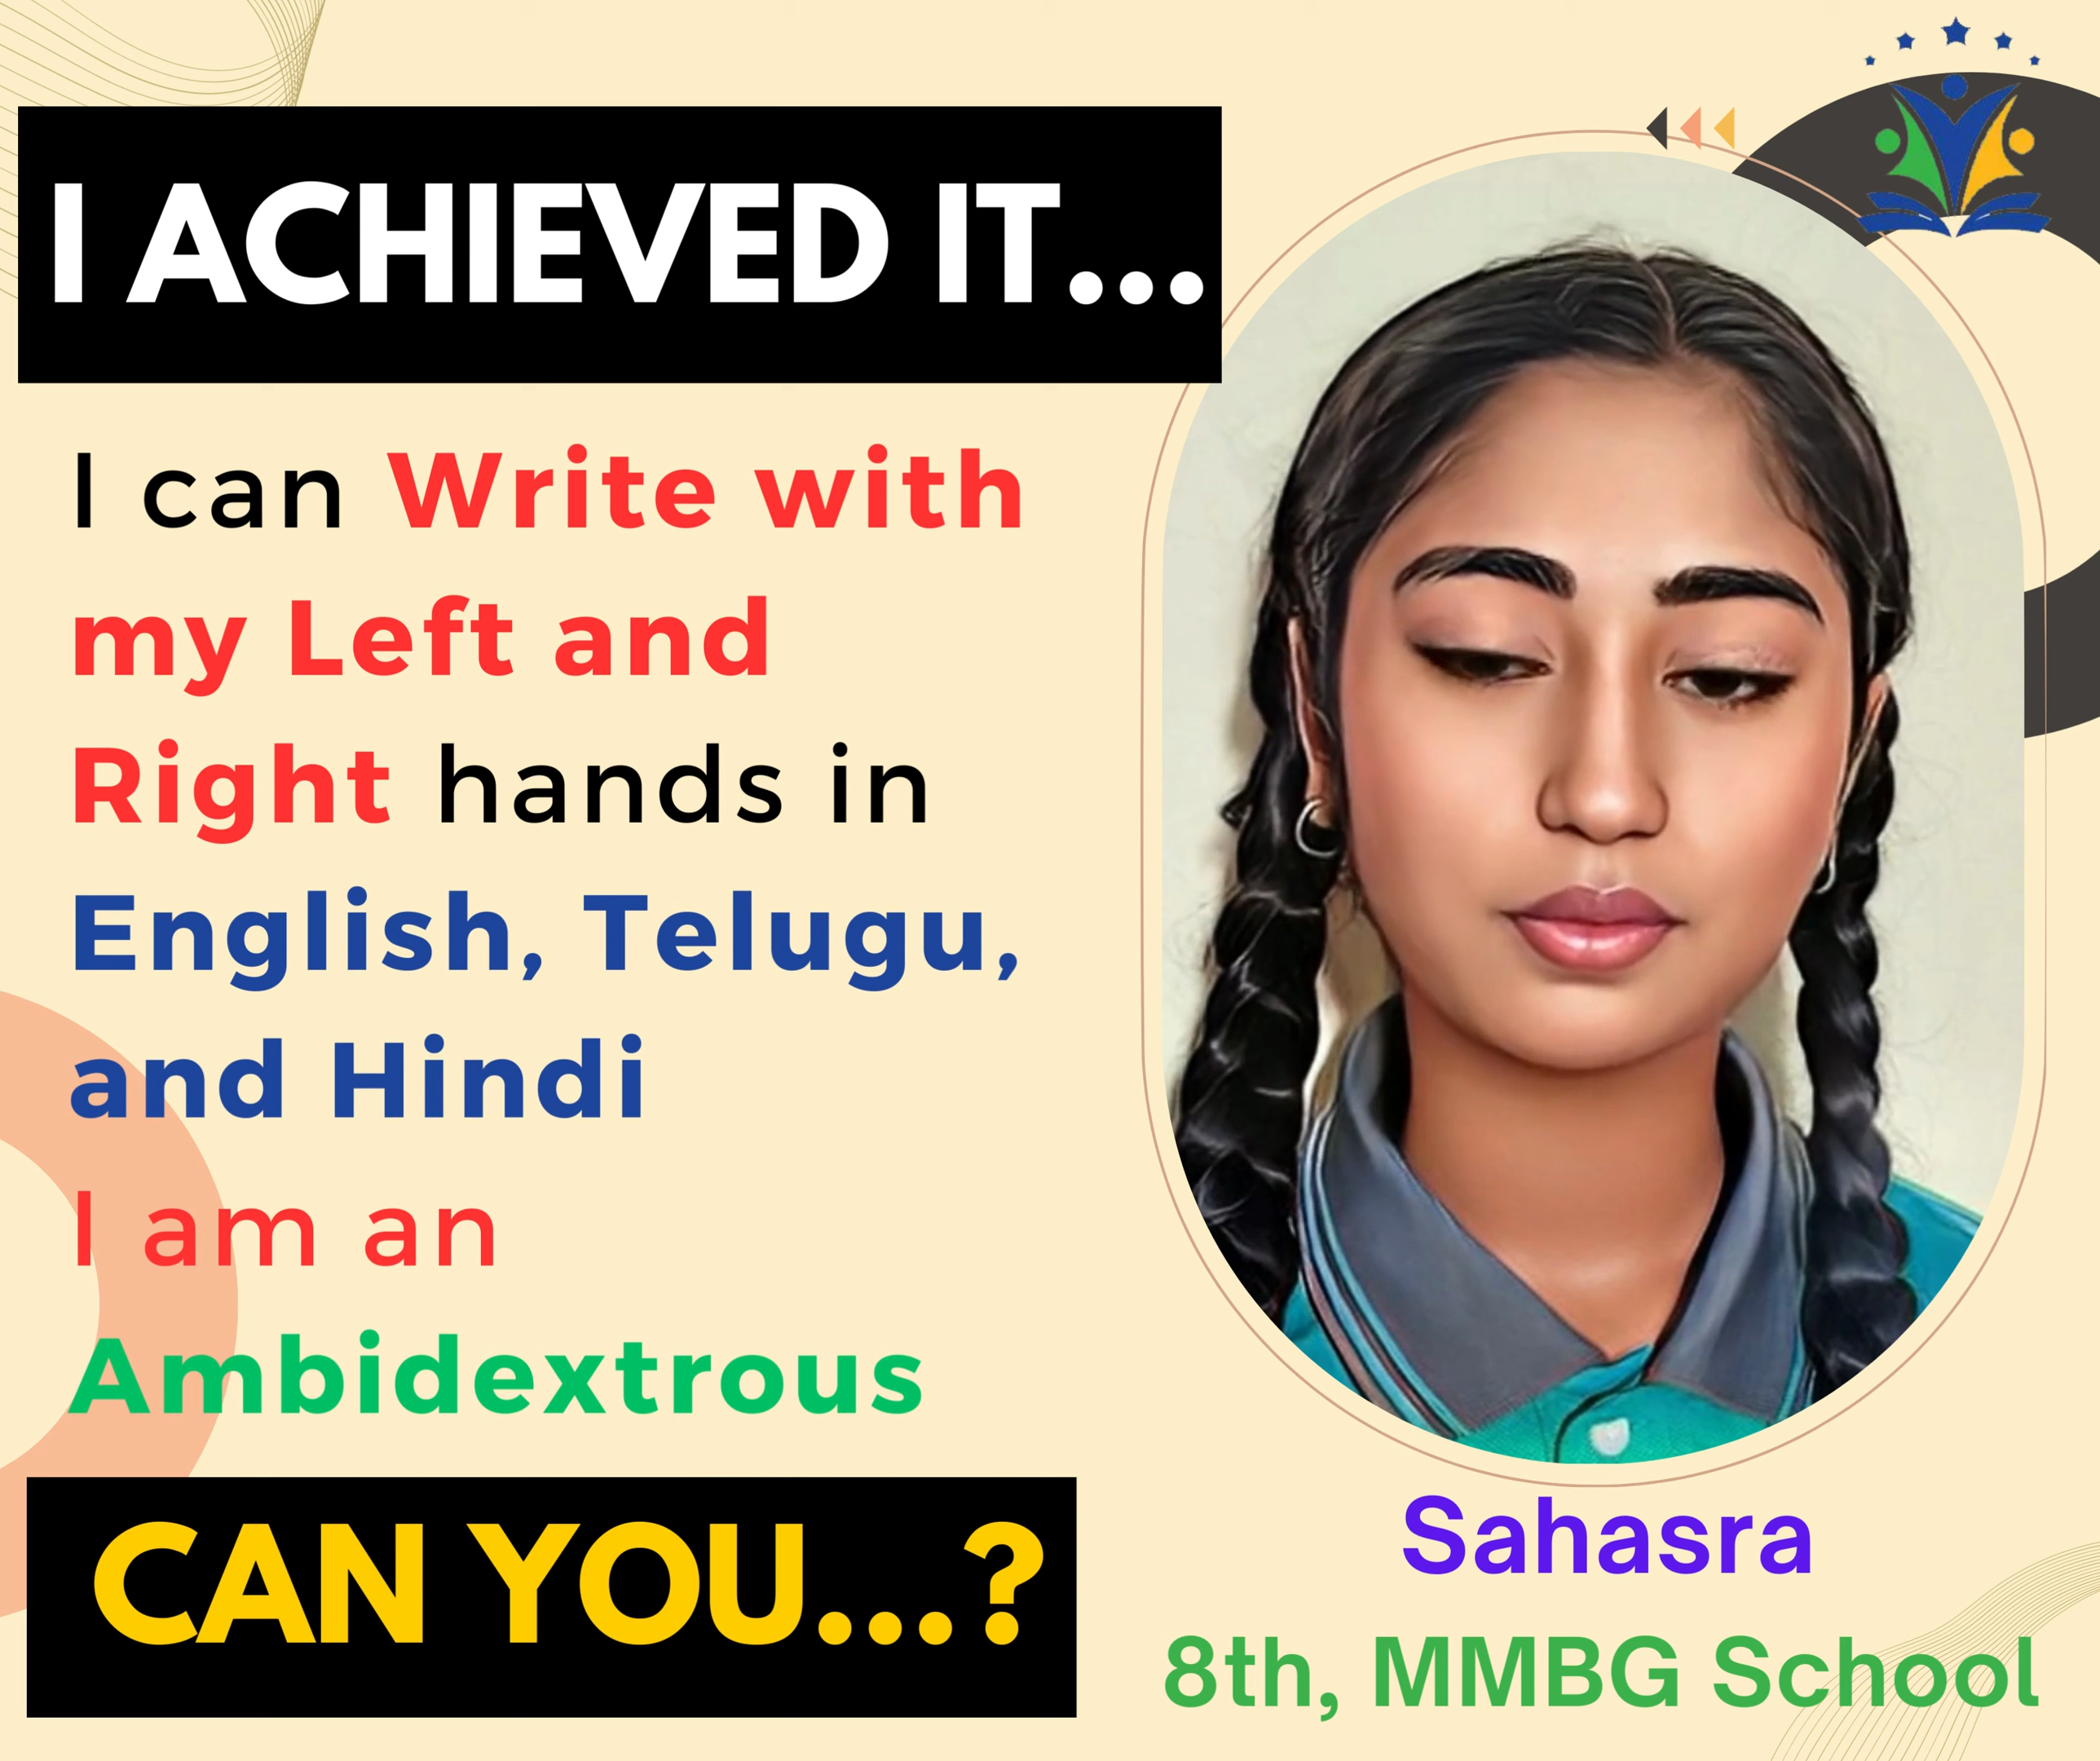 I ACHIEVED IT...
I can Write with
my Left and
Right hands in
English, Telugu,
and Hindi
I am an
Ambidextrous
CAN YOU...?
Sahasra
8th, MMBG School